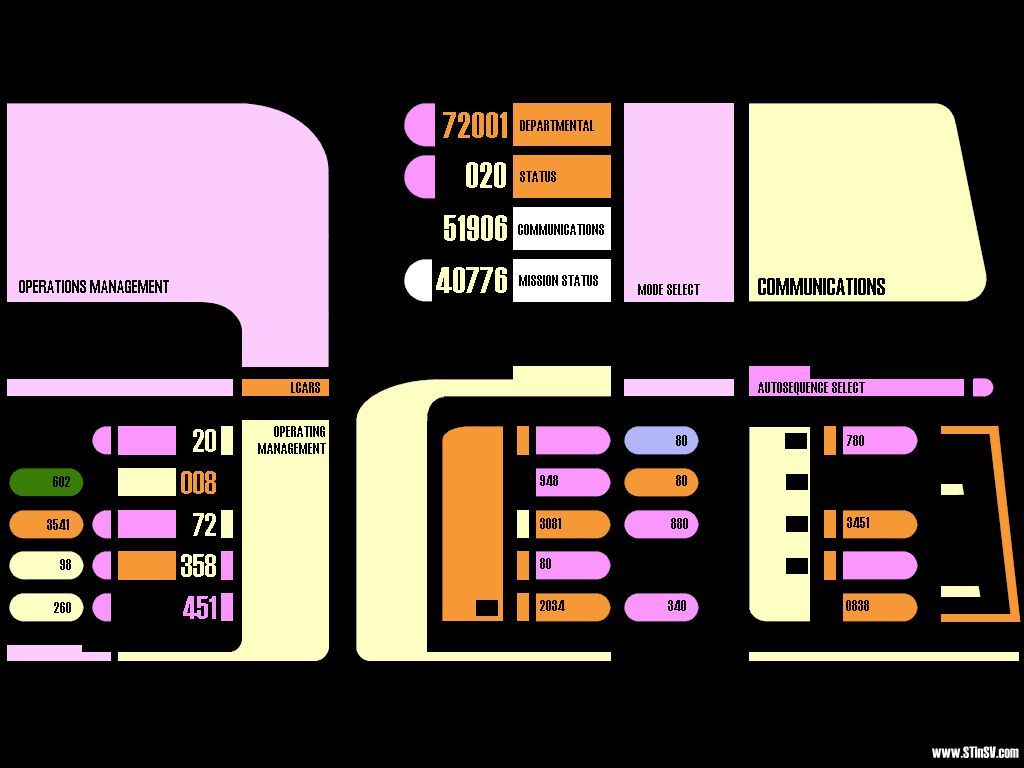 72001 DEPARTMENTAL
020 STATUS
51906 COMMUNICATIONS
40776 MISSION STATUS
OPERATIONS MANAGEMENT
MODE SELECT
COMMUNICATIONS
LCARS
AUTOSEQUENCE SELECT
OPERATING
MANAGEMENT
20
602 008
3541 72
98 358
260 451
80
948 80
3081 880
80
2034 340
780
3451
0838
www.STinSV.com